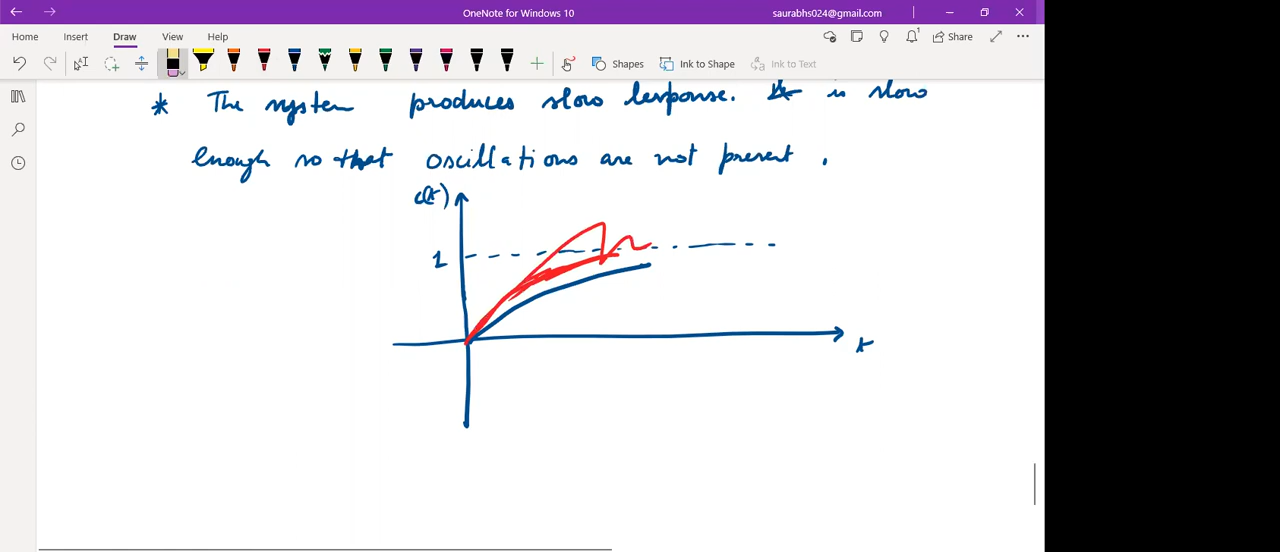 OneNote for Windows 10
saurabhs024@gmail.com
Home Insert Draw View Help
Share
Shapes Ink to Shape Ink to Text
* The system produces slow response. is slow
enough so that oscillations are not present.
c(t)
1
t